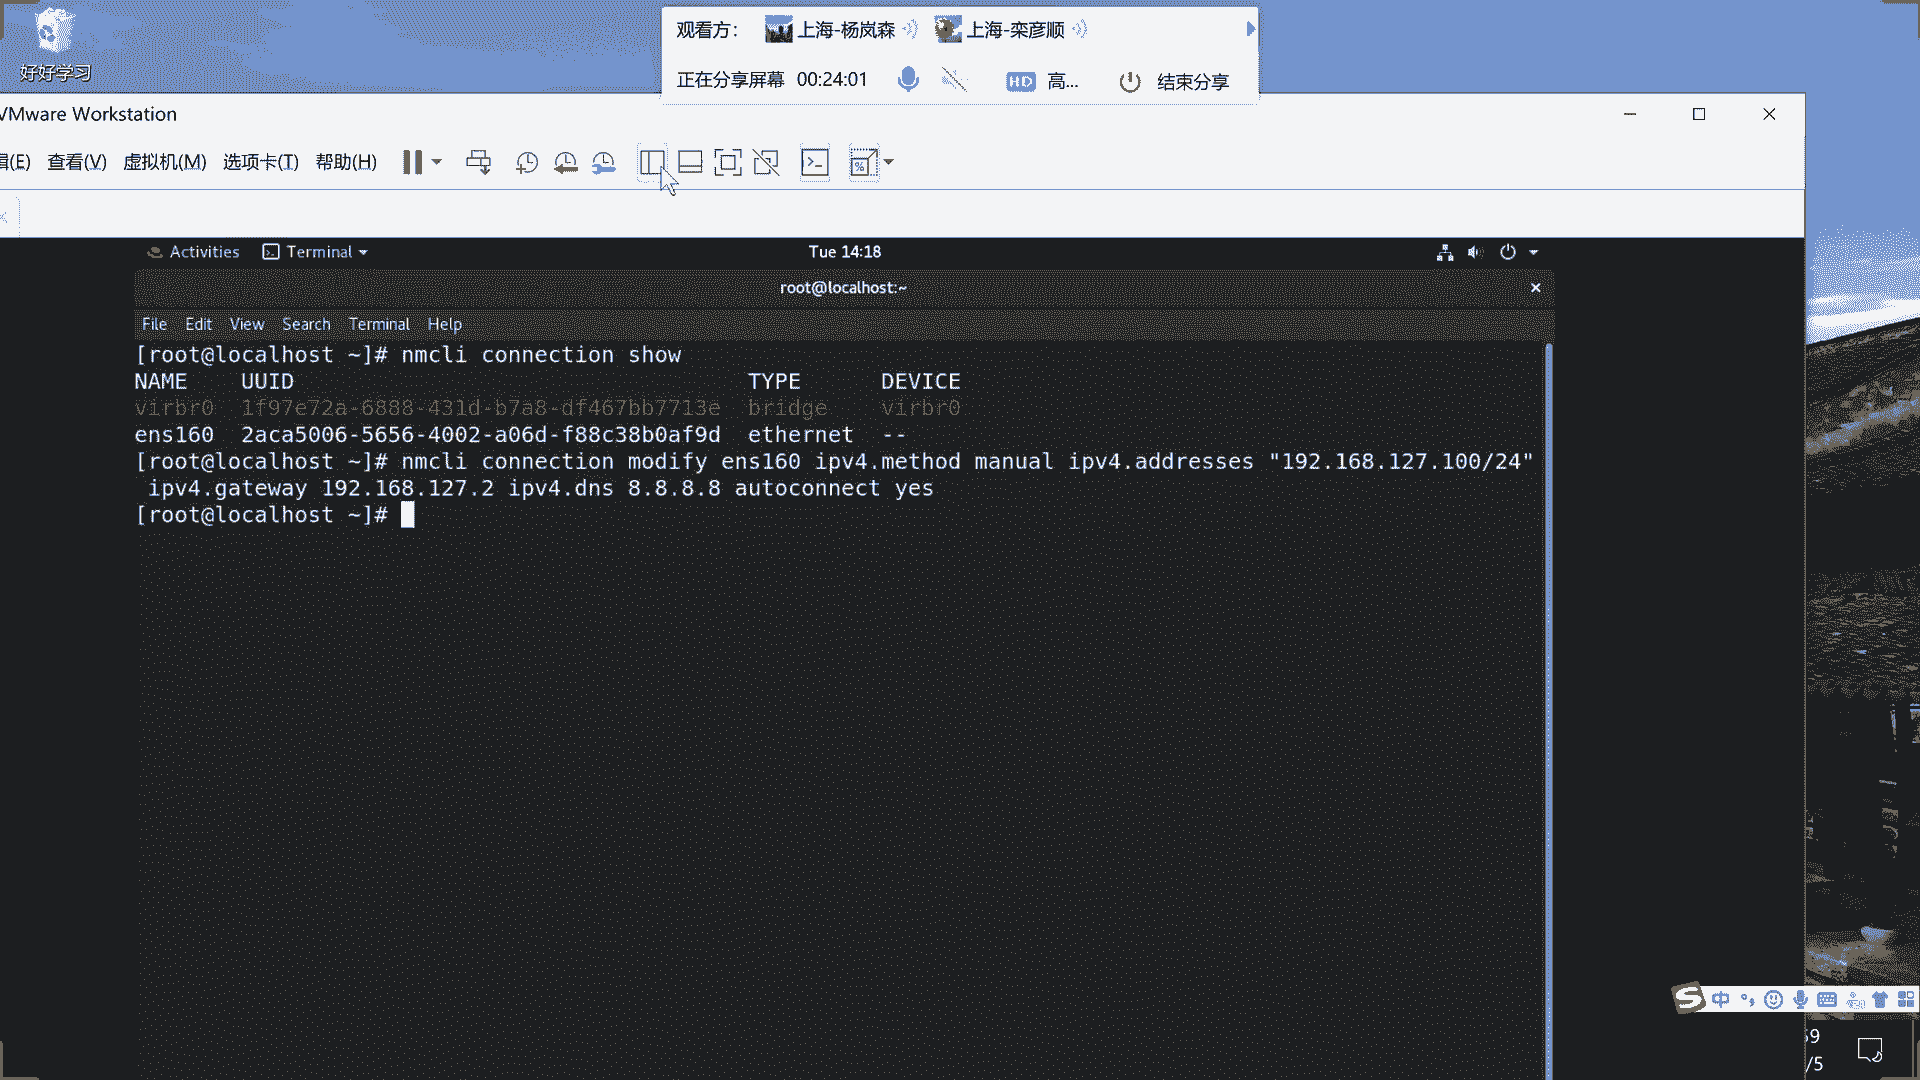 观看方： 上海-杨岚森 上海-栾彦顺
好好学习
正在分享屏幕 00:24:01 HD 高... 结束分享
VMware Workstation
辑(E) 查看(V) 虚拟机(M) 选项卡(T) 帮助(H)
Activities Terminal Tue 14:18
root@localhost:~
File Edit View Search Terminal Help
[root@localhost ~]# nmcli connection show
NAME UUID TYPE DEVICE
virbr0 1f97e72a-6888-431d-b7a8-df467bb7713e bridge virbr0
ens160 2aca5006-5656-4002-a06d-f88c38b0af9d ethernet --
[root@localhost ~]# nmcli connection modify ens160 ipv4.method manual ipv4.addresses "192.168.127.100/24"
ipv4.gateway 192.168.127.2 ipv4.dns 8.8.8.8 autoconnect yes
[root@localhost ~]#
中
59
/5